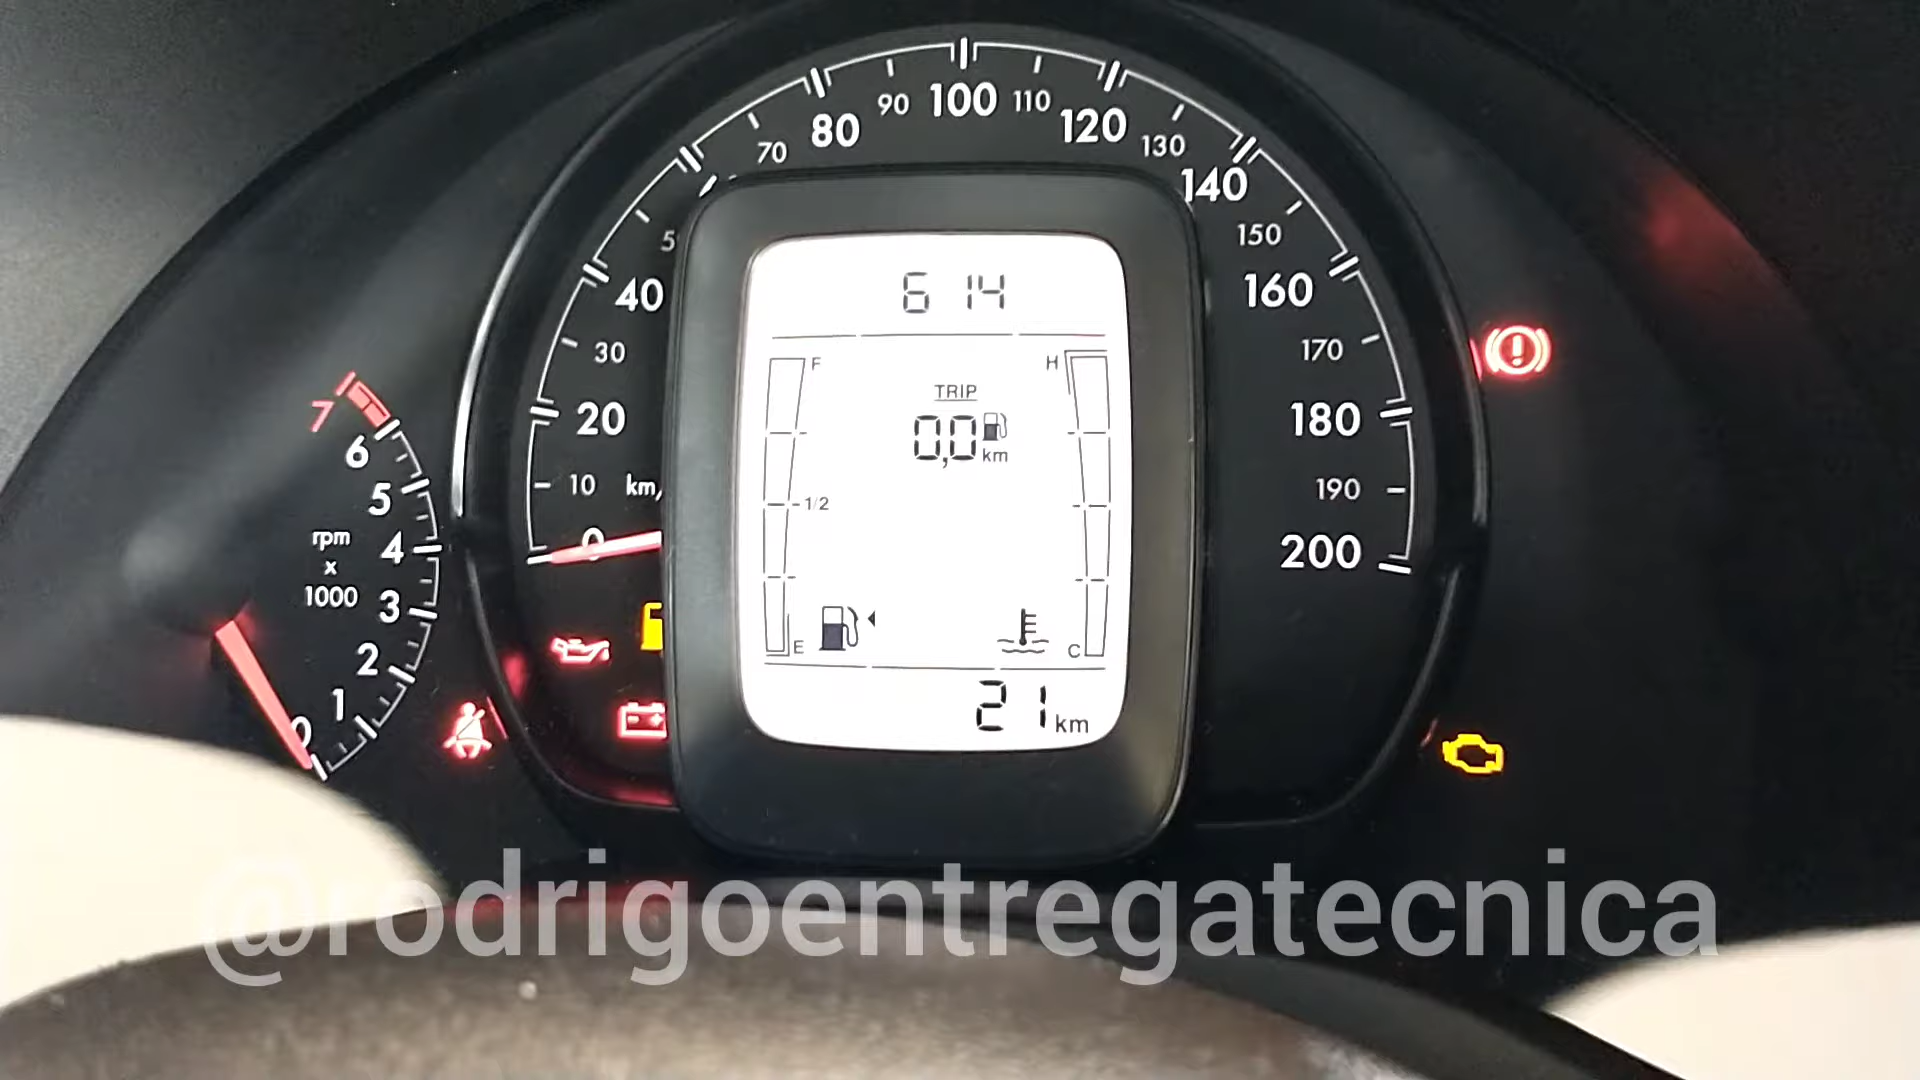 614
F
H
TRIP
0,0 km
1/2
E
C
21 km
0
10
20
30
40
5
70
80
90
100
110
120
130
140
150
160
170
180
190
200
km/
7
6
5
4
3
2
1
0
rpm
x
1000
@rodrigoentregatecnica